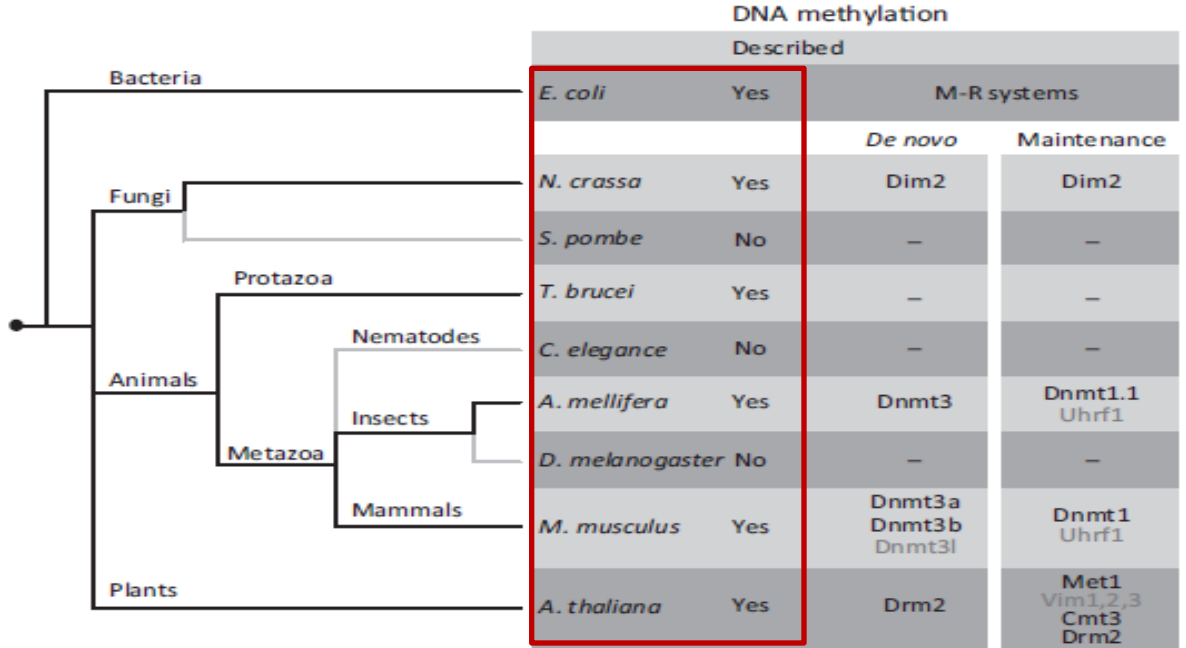 DNA methylation
Described
Bacteria
E. coli Yes M-R systems
De novo Maintenance
Fungi
N. crassa Yes Dim2 Dim2
S. pombe No – –
Protazoa
T. brucei Yes – –
Nematodes
C. elegance No – –
Animals
A. mellifera Yes Dnmt3 Dnmt1.1
Uhrf1
Insects
Metazoa
D. melanogaster No – –
Mammals
M. musculus Yes Dnmt3a
Dnmt3b
Dnmt3l
Dnmt1
Uhrf1
Plants
A. thaliana Yes Drm2 Met1
Vim1,2,3
Cmt3
Drm2